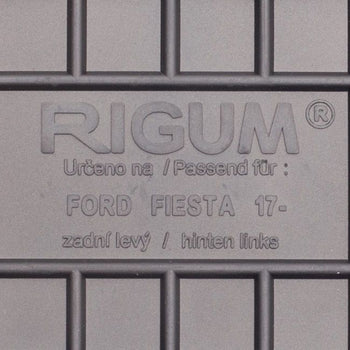 RIGUM®
Určeno na / Passend für :
FORD FIESTA 17-
zadní levý / hinten links